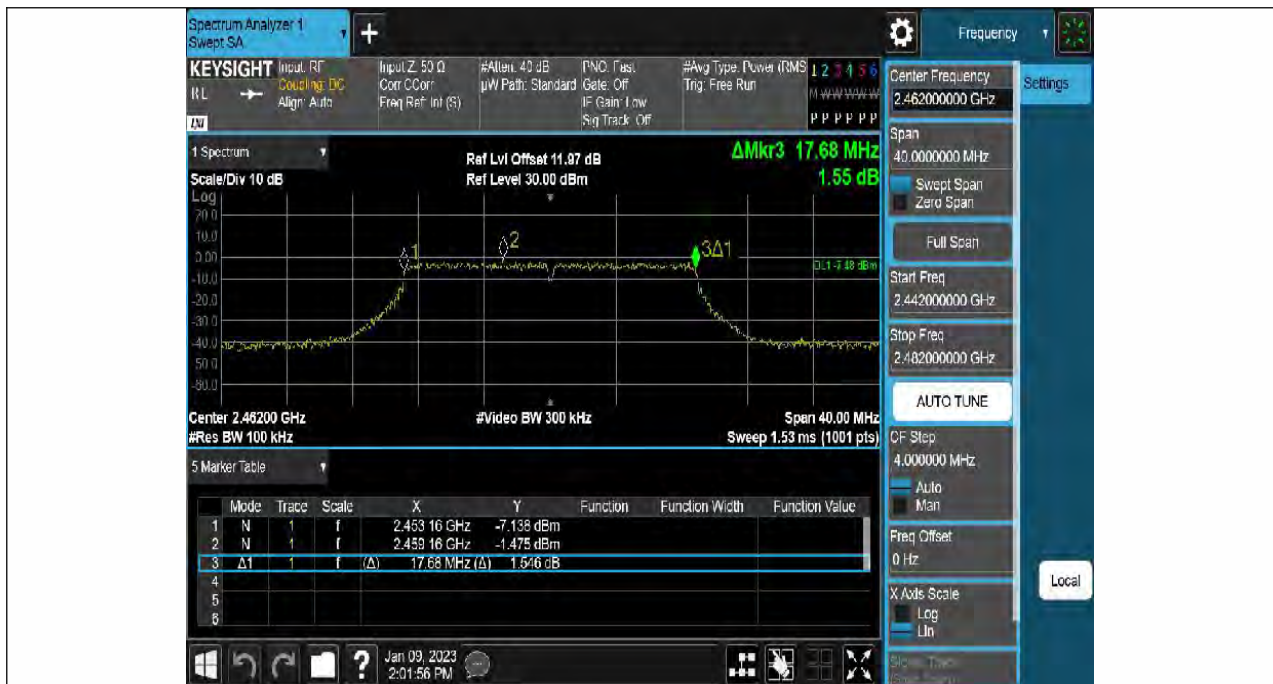 Spectrum Analyzer 1
Swept SA
+
Frequency
KEYSIGHT
RL
LXI
Input: RF
Coupling: DC
Align: Auto
Input Z: 50 Ω
Corr CCorr
Freq Ref: Int (S)
#Atten: 40 dB
µW Path: Standard
PNO: Fast
Gate: Off
IF Gain: Low
Sig Track: Off
#Avg Type: Power (RMS
Trig: Free Run
1 2 3 4 5 6
M W W W W W
P P P P P P
Center Frequency
2.462000000 GHz
Settings
Span
40.0000000 MHz
Swept Span
Zero Span
Full Span
Start Freq
2.442000000 GHz
Stop Freq
2.482000000 GHz
AUTO TUNE
CF Step
4.000000 MHz
Auto
Man
Freq Offset
0 Hz
X Axis Scale
Log
Lin
Local
1 Spectrum
Scale/Div 10 dB
Ref Lvl Offset 11.97 dB
Ref Level 30.00 dBm
ΔMkr3 17.68 MHz
1.55 dB
Log
20.0
10.0
0.00
-10.0
-20.0
-30.0
-40.0
-50.0
-60.0
1
2
3Δ1
Center 2.46200 GHz
#Video BW 300 kHz
Span 40.00 MHz
#Res BW 100 kHz
Sweep 1.53 ms (1001 pts)
5 Marker Table
Mode Trace Scale X Y Function Function Width Function Value
1 N 1 f 2.453 16 GHz -7.138 dBm
2 N 1 f 2.459 16 GHz -1.475 dBm
3 Δ1 1 f (Δ) 17.68 MHz (Δ) 1.546 dB
4
5
6
?
Jan 09, 2023
2:01:56 PM